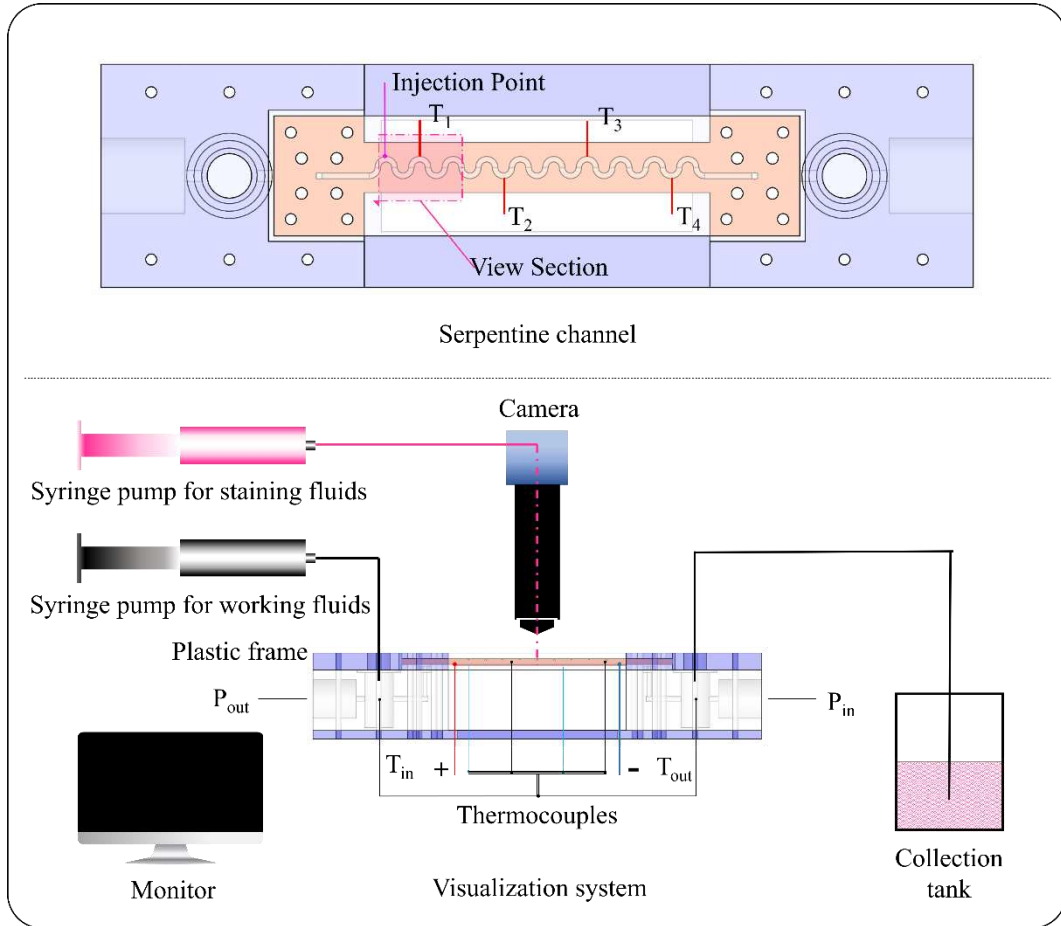 Injection Point
T1
T3
T2
T4
View Section
Serpentine channel
Camera
Syringe pump for staining fluids
Syringe pump for working fluids
Plastic frame
Pout
Pin
Tin + - Tout
Thermocouples
Monitor
Visualization system
Collection
tank